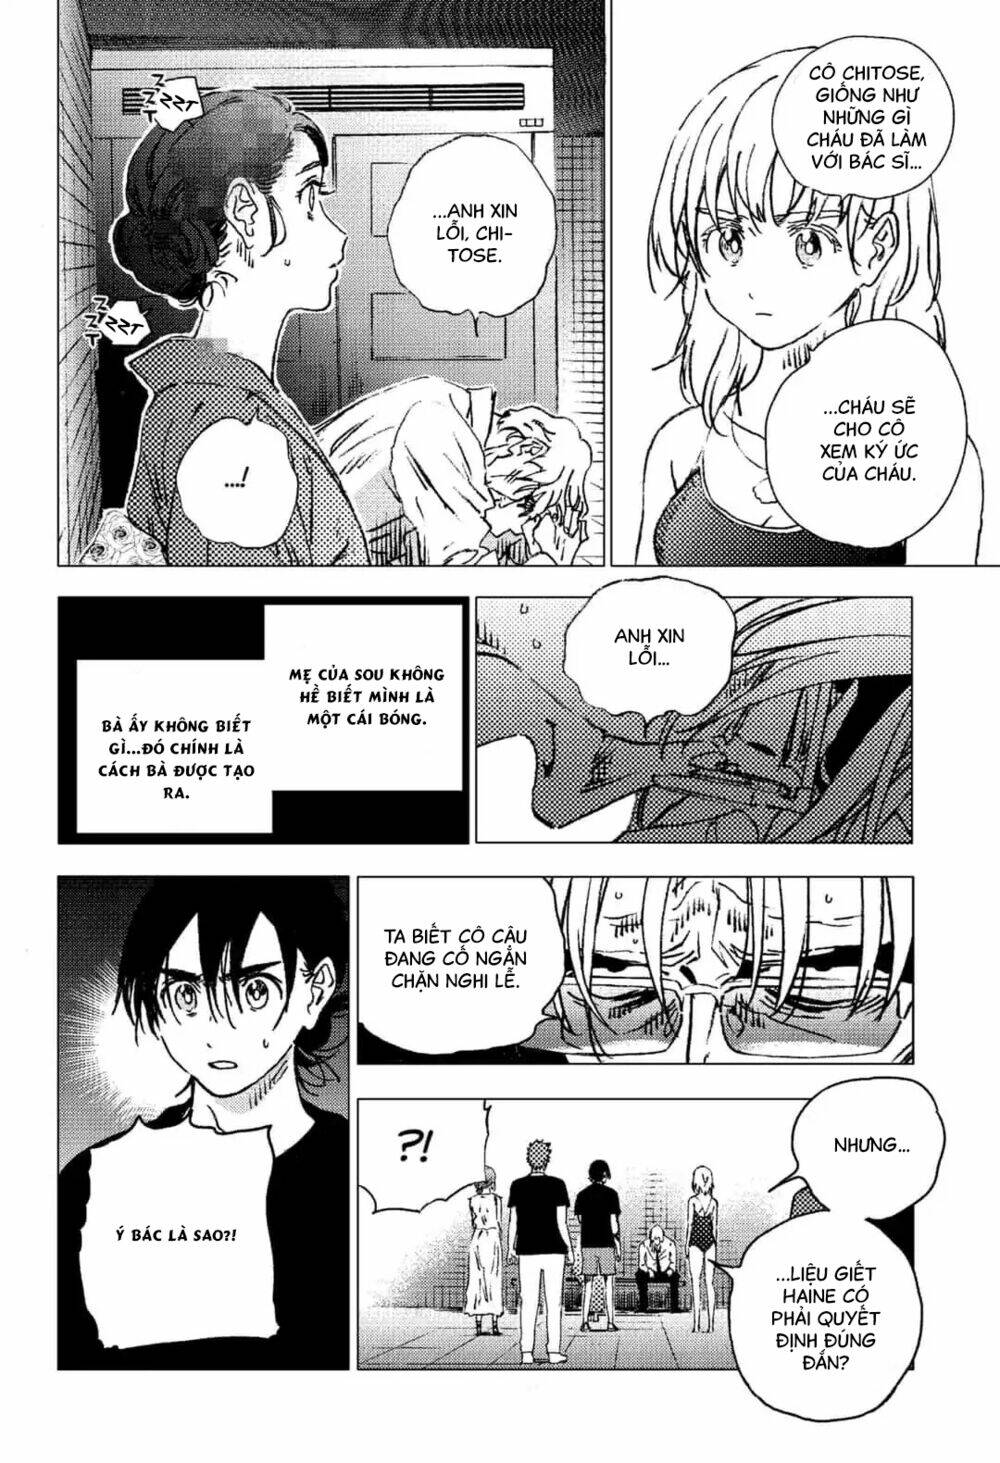 CÔ CHITOSE,
GIỐNG NHƯ
NHỮNG GÌ
CHÁU ĐÃ LÀM
VỚI BÁC SĨ...
...CHÁU SẼ
CHO CÔ
XEM KÝ ỨC
CỦA CHÁU.
ZZZZT
ZZZZT
...ANH XIN
LỖI, CHI-
TOSE.
...!
ANH XIN
LỖI...
MẸ CỦA SOU KHÔNG
HỀ BIẾT MÌNH LÀ
MỘT CÁI BÓNG.
BÀ ẤY KHÔNG BIẾT
GÌ...ĐÓ CHÍNH LÀ
CÁCH BÀ ĐƯỢC TẠO
RA.
TA BIẾT CÔ CẬU
ĐANG CỐ NGĂN
CHẶN NGHI LỄ.
NHƯNG...
...LIỆU GIẾT
HAINE CÓ
PHẢI QUYẾT
ĐỊNH ĐÚNG
ĐẮN?
?!
Ý BÁC LÀ SAO?!